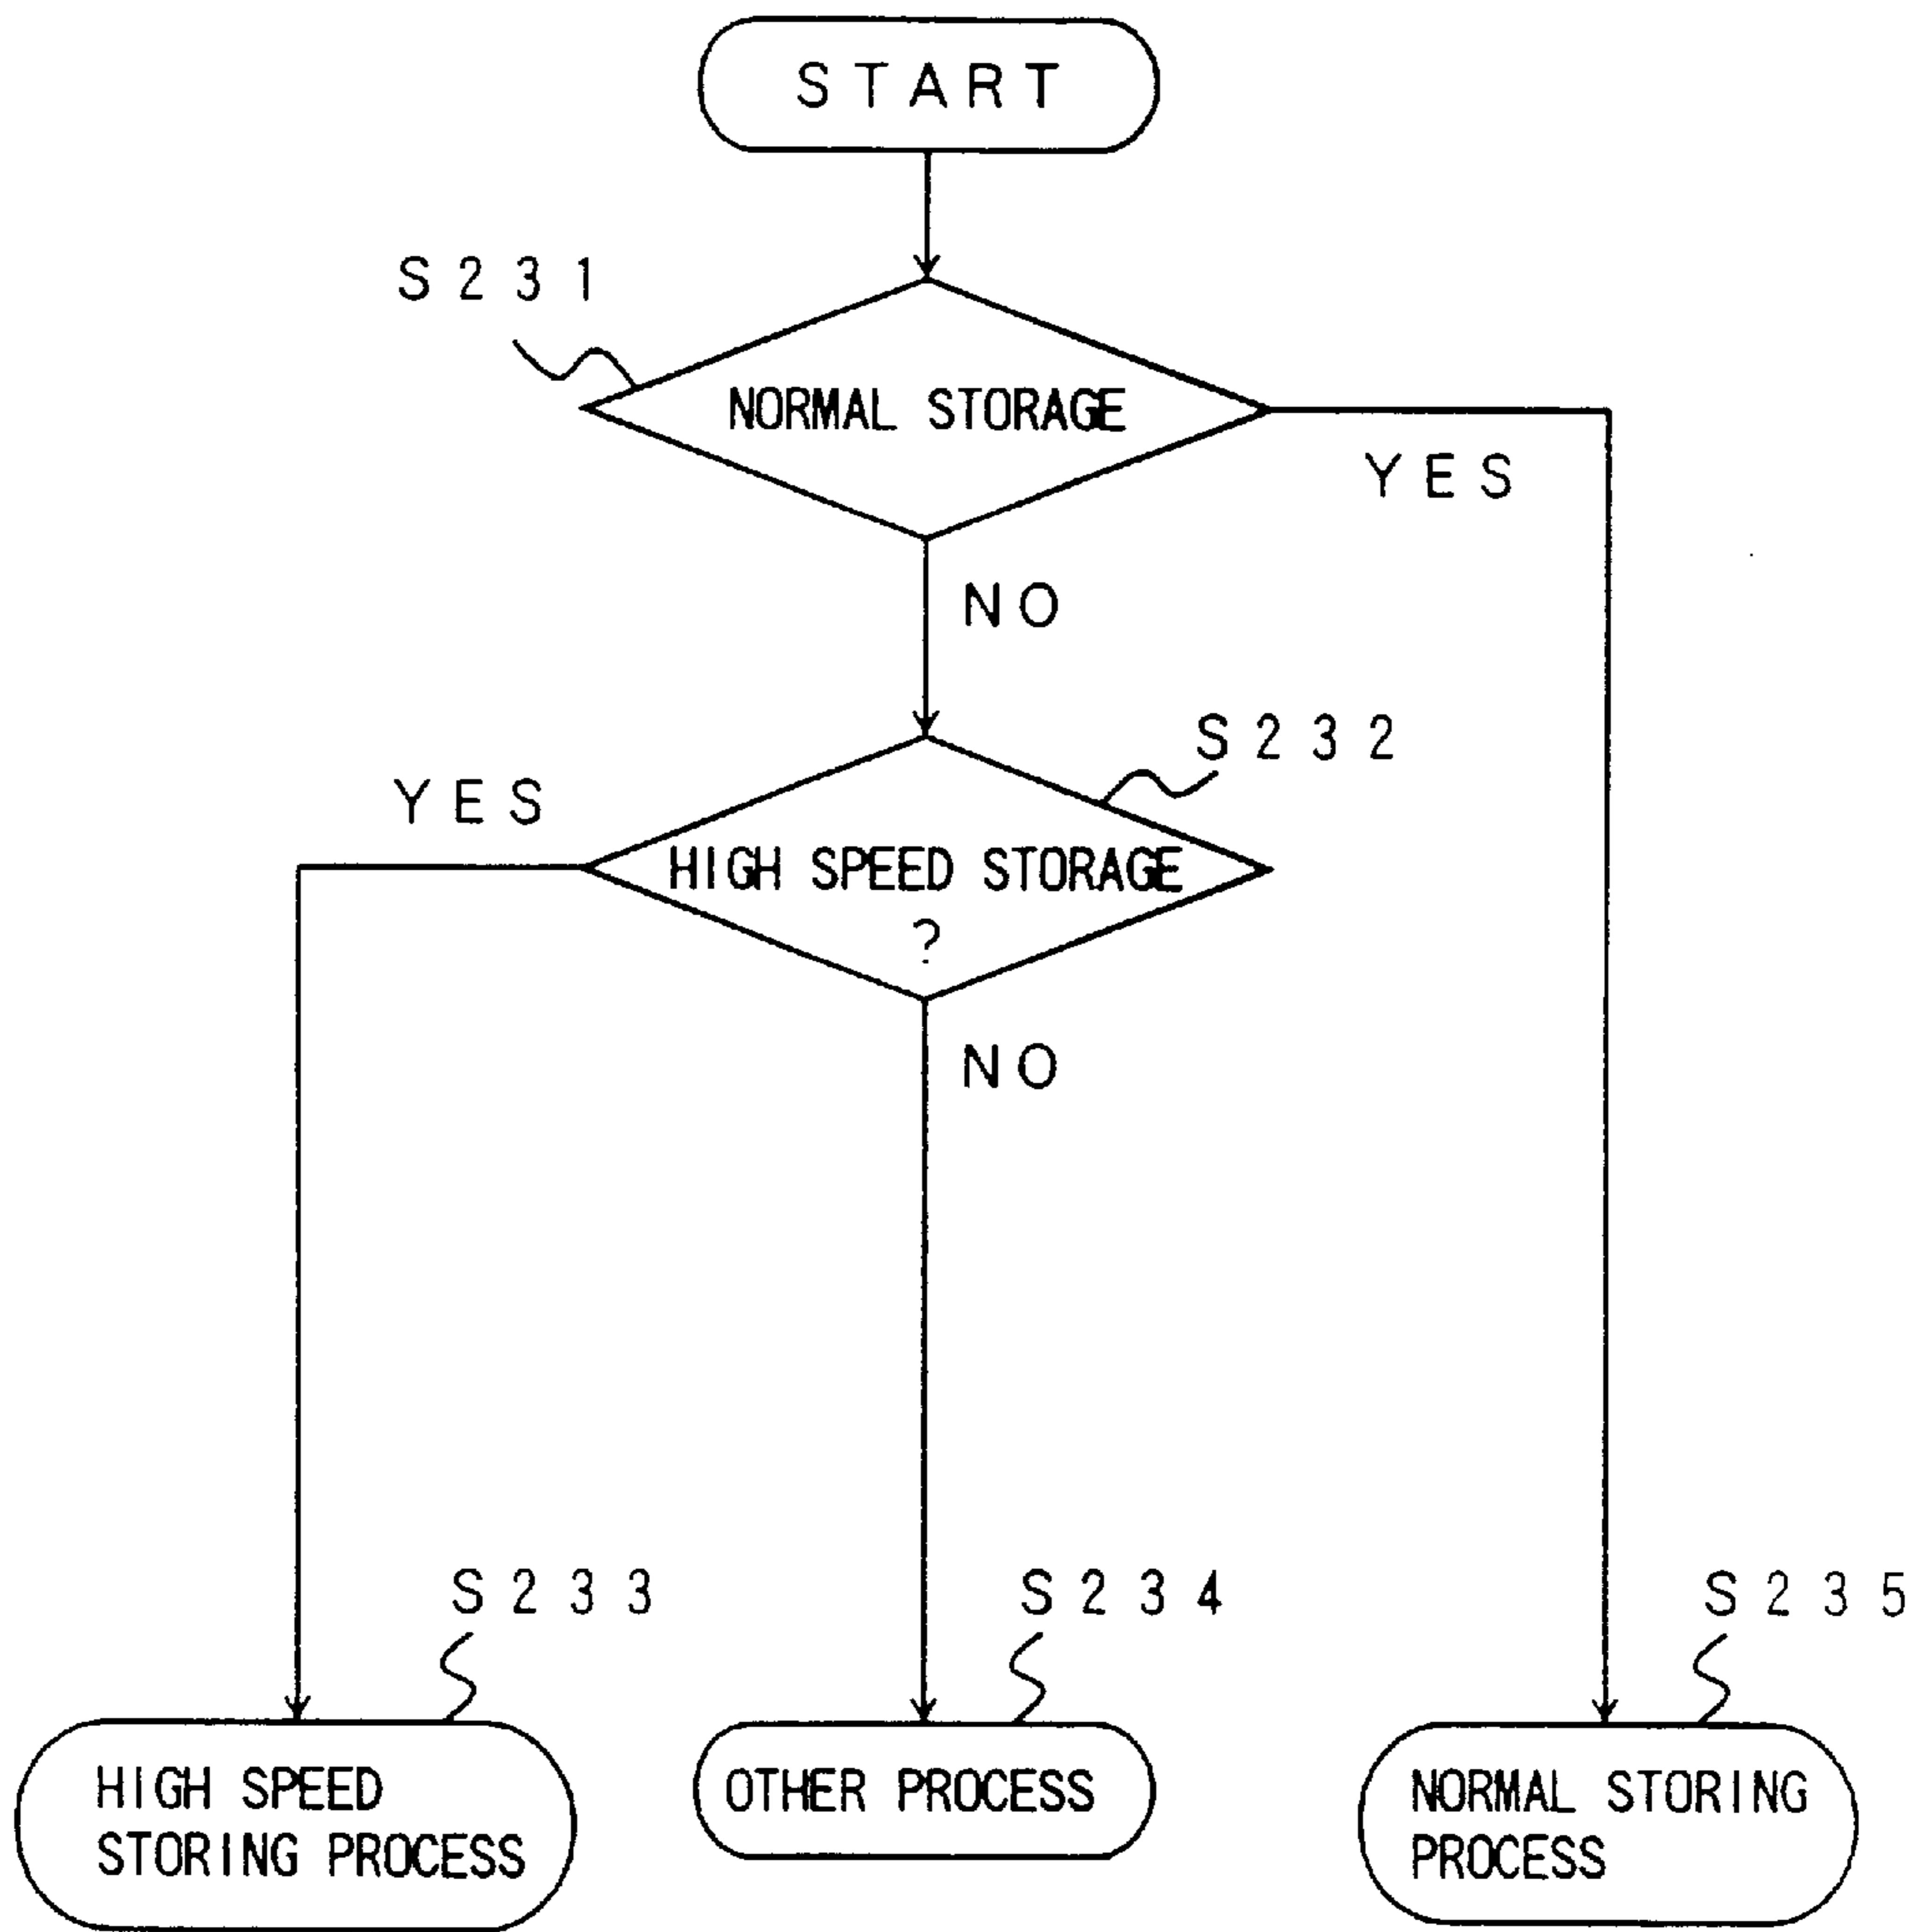 START
S231
NORMAL STORAGE
YES
NO
S232
YES
HIGH SPEED STORAGE
?
NO
S233
S234
S235
HIGH SPEED
STORING PROCESS
OTHER PROCESS
NORMAL STORING
PROCESS